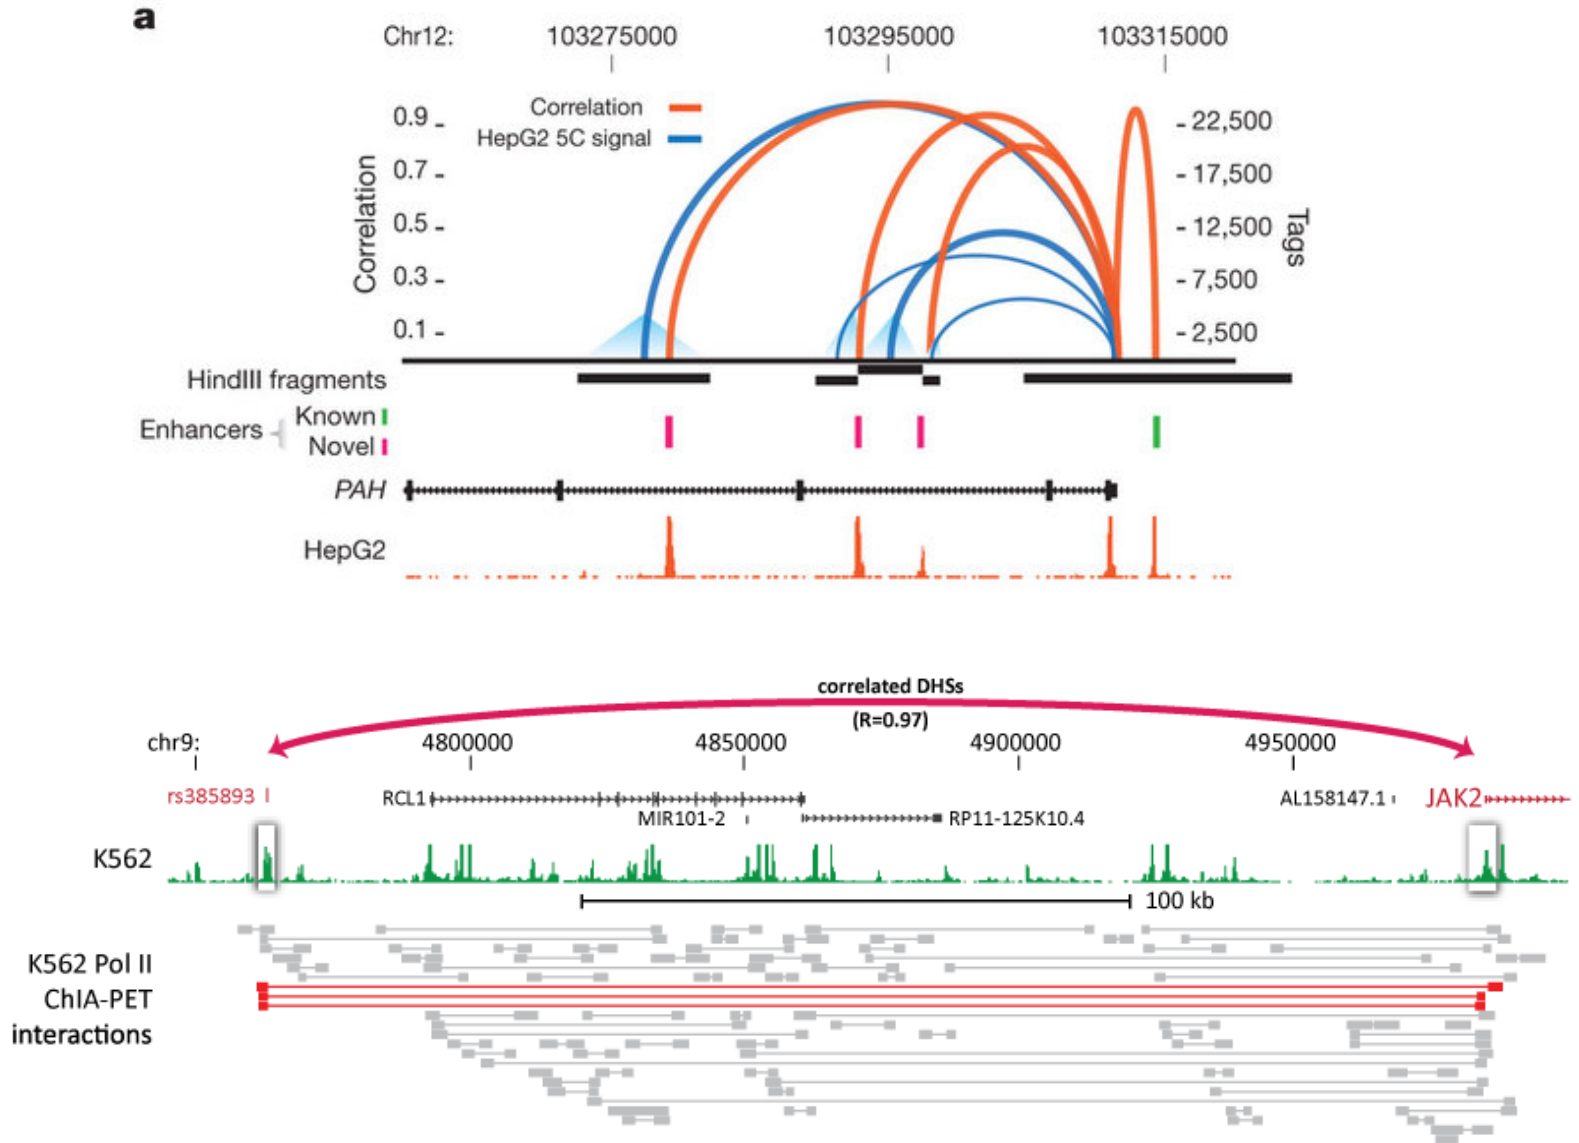 a
Chr12: 103275000 103295000 103315000
Correlation
HepG2 5C signal
Correlation
0.9
0.7
0.5
0.3
0.1
22,500
17,500
12,500
7,500
2,500
Tags
HindIII fragments
Enhancers
Known
Novel
PAH
HepG2
correlated DHSs
(R=0.97)
chr9: 4800000 4850000 4900000 4950000
rs385893
RCL1
AL158147.1
JAK2
MIR101-2
RP11-125K10.4
K562
100 kb
K562 Pol II
ChIA-PET
interactions